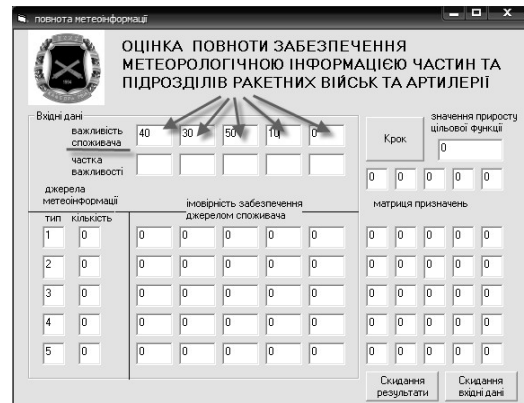 повнота метеоінформації
ОЦІНКА ПОВНОТИ ЗАБЕЗПЕЧЕННЯ
МЕТЕОРОЛОГІЧНОЮ ІНФОРМАЦІЄЮ ЧАСТИН ТА
ПІДРОЗДІЛІВ РАКЕТНИХ ВІЙСЬК ТА АРТИЛЕРІЇ
Вхідні дані
важливість
споживача
40 30 50 10 0
частка
важливості
Крок
значення приросту
цільової функції
0
0 0 0 0 0
джерела
метеоінформації
імовірність забезпечення
джерелом споживача
матриця призначень
тип кількість
1 0 0 0 0 0 0 0 0 0 0 0
2 0 0 0 0 0 0 0 0 0 0 0
3 0 0 0 0 0 0 0 0 0 0 0
4 0 0 0 0 0 0 0 0 0 0 0
5 0 0 0 0 0 0 0 0 0 0 0
Скидання
результати
Скидання
вхідні дані